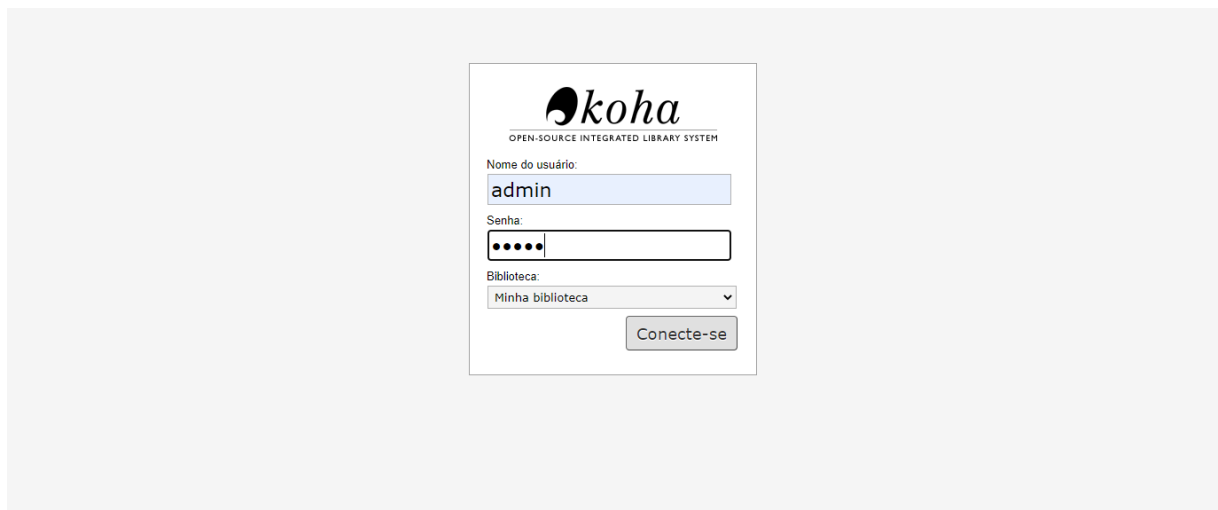 koha
OPEN-SOURCE INTEGRATED LIBRARY SYSTEM
Nome do usuário:
admin
Senha:
•••••
Biblioteca:
Minha biblioteca
Conecte-se